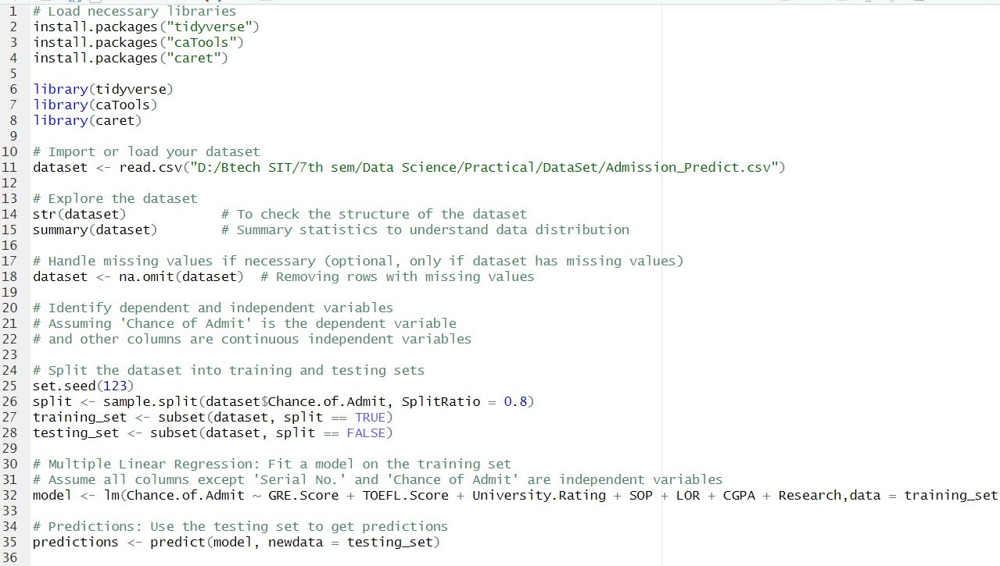 1 # Load necessary libraries
2 install.packages("tidyverse")
3 install.packages("caTools")
4 install.packages("caret")
5
6 library(tidyverse)
7 library(caTools)
8 library(caret)
9
10 # Import or load your dataset
11 dataset <- read.csv("D:/Btech SIT/7th sem/Data Science/Practical/DataSet/Admission_Predict.csv")
12
13 # Explore the dataset
14 str(dataset)            # To check the structure of the dataset
15 summary(dataset)        # Summary statistics to understand data distribution
16
17 # Handle missing values if necessary (optional, only if dataset has missing values)
18 dataset <- na.omit(dataset)  # Removing rows with missing values
19
20 # Identify dependent and independent variables
21 # Assuming 'Chance of Admit' is the dependent variable
22 # and other columns are continuous independent variables
23
24 # Split the dataset into training and testing sets
25 set.seed(123)
26 split <- sample.split(dataset$Chance.of.Admit, SplitRatio = 0.8)
27 training_set <- subset(dataset, split == TRUE)
28 testing_set <- subset(dataset, split == FALSE)
29
30 # Multiple Linear Regression: Fit a model on the training set
31 # Assume all columns except 'Serial No.' and 'Chance of Admit' are independent variables
32 model <- lm(Chance.of.Admit ~ GRE.Score + TOEFL.Score + University.Rating + SOP + LOR + CGPA + Research,data = training_set
33
34 # Predictions: Use the testing set to get predictions
35 predictions <- predict(model, newdata = testing_set)
36